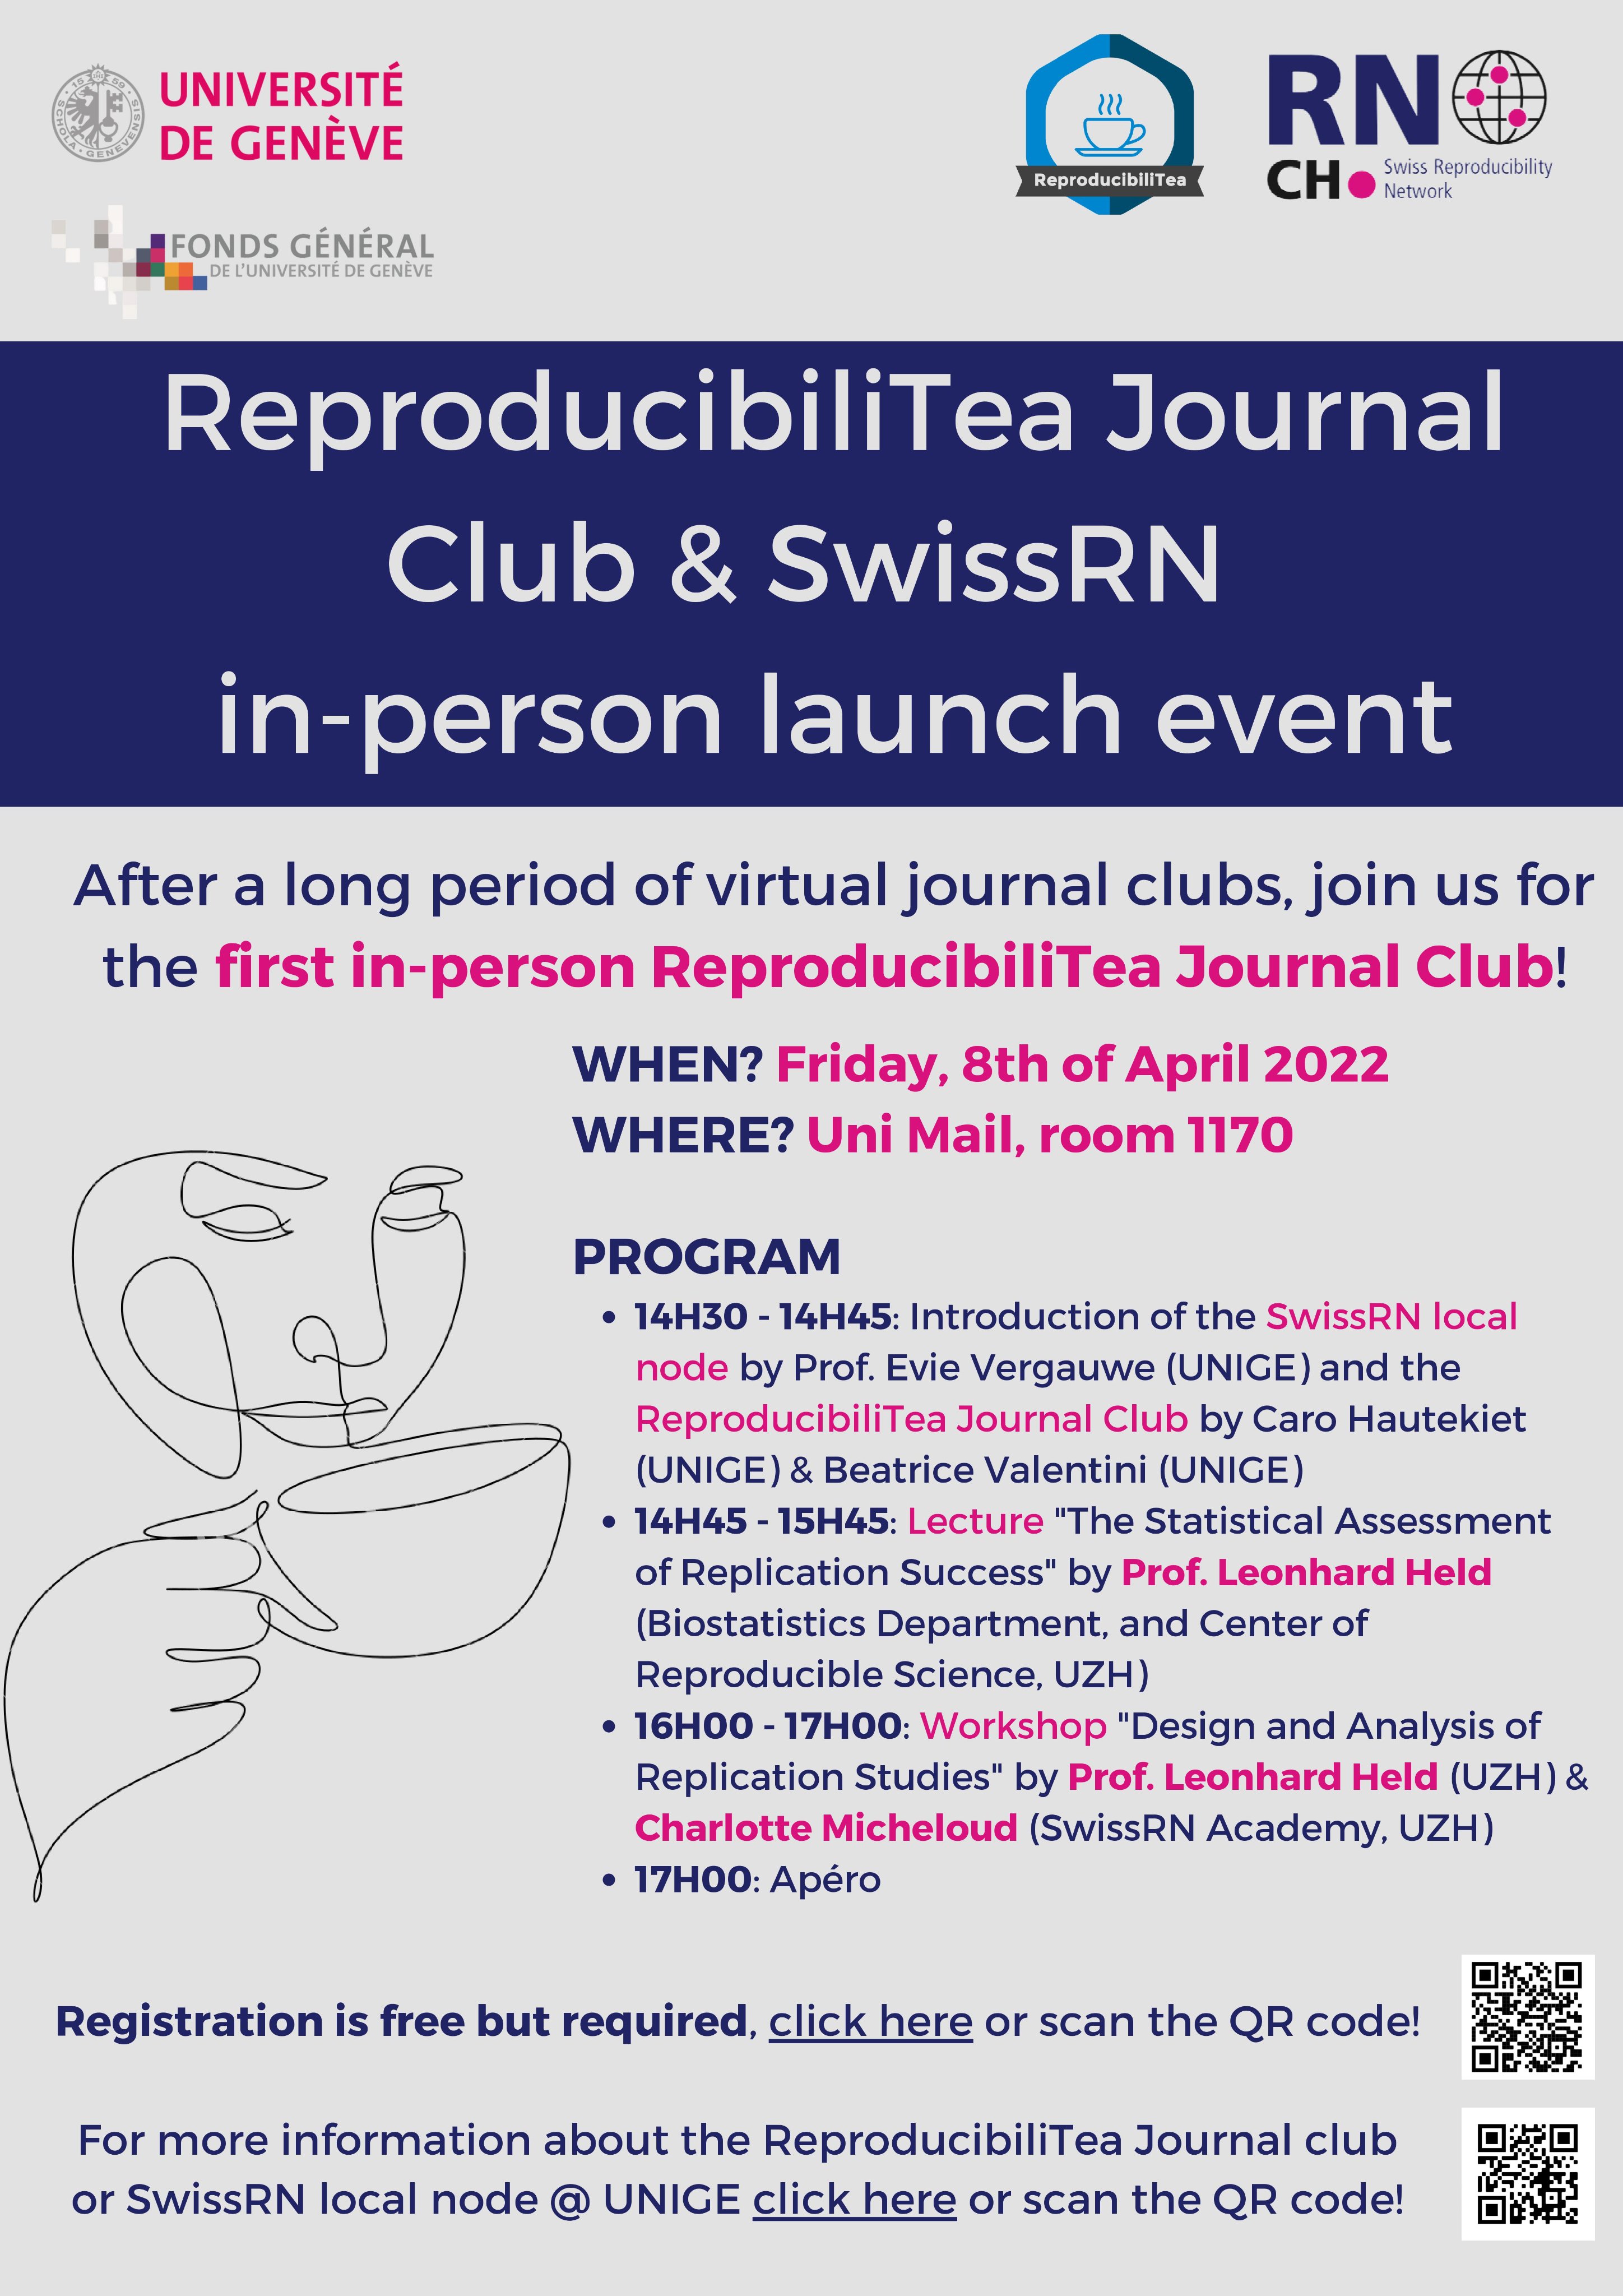 UNIVERSITÉ
DE GENÈVE
SCHOLA · GENEVENSIS
15 59
FONDS GÉNÉRAL
DE L'UNIVERSITÉ DE GENÈVE
ReproducibiliTea
RN
CH
Swiss Reproducibility
Network
ReproducibiliTea Journal
Club & SwissRN
in-person launch event
After a long period of virtual journal clubs, join us for
the first in-person ReproducibiliTea Journal Club!
WHEN? Friday, 8th of April 2022
WHERE? Uni Mail, room 1170
PROGRAM
• 14H30 - 14H45: Introduction of the SwissRN local
node by Prof. Evie Vergauwe (UNIGE) and the
ReproducibiliTea Journal Club by Caro Hautekiet
(UNIGE) & Beatrice Valentini (UNIGE)
• 14H45 - 15H45: Lecture "The Statistical Assessment
of Replication Success" by Prof. Leonhard Held
(Biostatistics Department, and Center of
Reproducible Science, UZH)
• 16H00 - 17H00: Workshop "Design and Analysis of
Replication Studies" by Prof. Leonhard Held (UZH) &
Charlotte Micheloud (SwissRN Academy, UZH)
• 17H00: Apéro
Registration is free but required, click here or scan the QR code!
For more information about the ReproducibiliTea Journal club
or SwissRN local node @ UNIGE click here or scan the QR code!